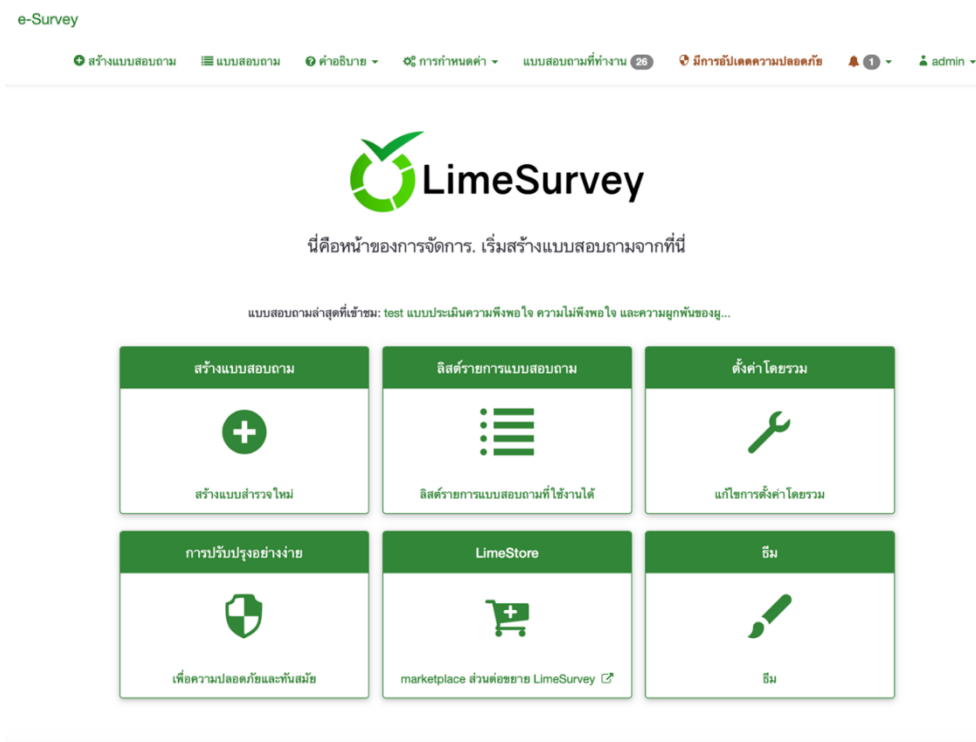 e-Survey
สร้างแบบสอบถาม แบบสอบถาม คำอธิบาย การกำหนดค่า แบบสอบถามที่ทำงาน 26 มีการอัปเดตความปลอดภัย 1 admin
LimeSurvey
นี่คือหน้าของการจัดการ. เริ่มสร้างแบบสอบถามจากที่นี่
แบบสอบถามล่าสุดที่เข้าชม: test แบบประเมินความพึงพอใจ ความไม่พึงพอใจ และความผูกพันของผู...
สร้างแบบสอบถาม ลิสต์รายการแบบสอบถาม ตั้งค่าโดยรวม
สร้างแบบสำรวจใหม่ ลิสต์รายการแบบสอบถามที่ใช้งานได้ แก้ไขการตั้งค่าโดยรวม
การปรับปรุงอย่างง่าย LimeStore ธีม
เพื่อความปลอดภัยและทันสมัย marketplace ส่วนต่อขยาย LimeSurvey ธีม